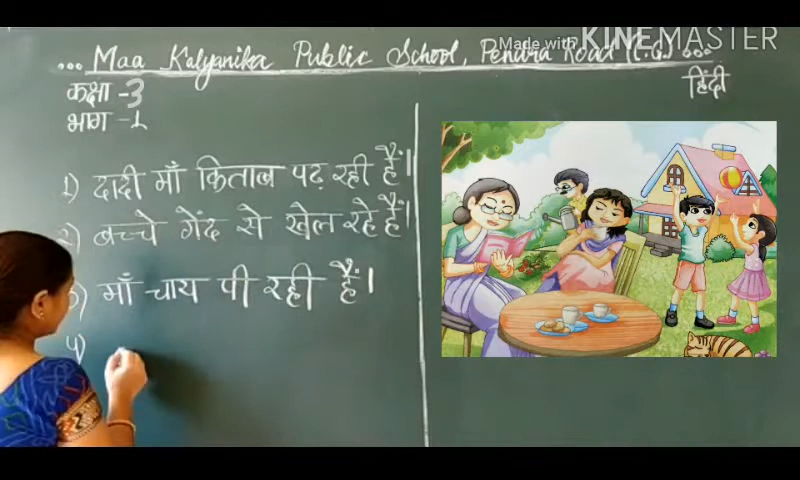 Made with KINEMASTER
... Maa Kalyanika Public School, Pendra Road (C.G.) ...
हिंदी
कक्षा -3
भाग -1
1) दादी माँ किताब पढ़ रही हैं।
2) बच्चे गेंद से खेल रहे हैं।
3) माँ चाय पी रही हैं।
4)